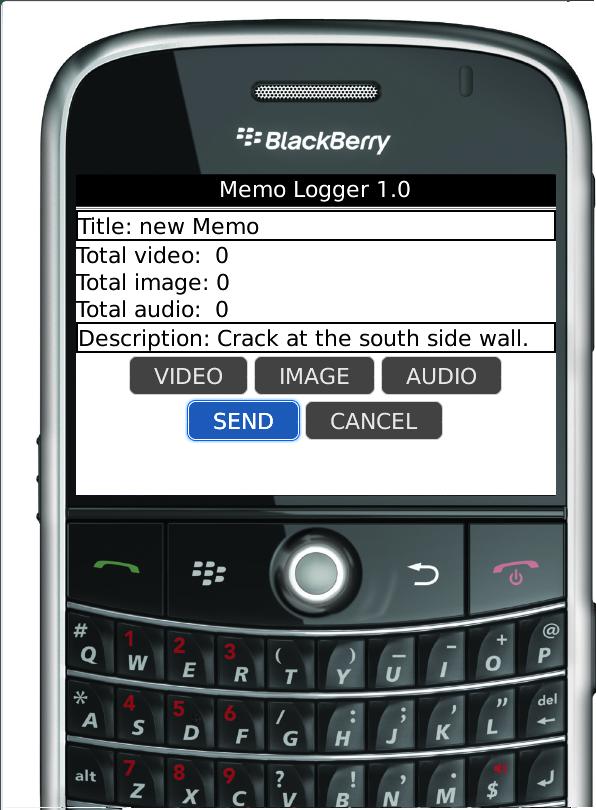 BlackBerry
Memo Logger 1.0
Title: new Memo
Total video: 0
Total image: 0
Total audio: 0
Description: Crack at the south side wall.
VIDEO IMAGE AUDIO
SEND CANCEL
# Q 1 W 2 E 3 R ( T ) Y _ U - I + O @ P
* A 4 S 5 D 6 F / G : H ; J ' K " L del
alt 7 Z 8 X 9 C ? V ! B , N . M $